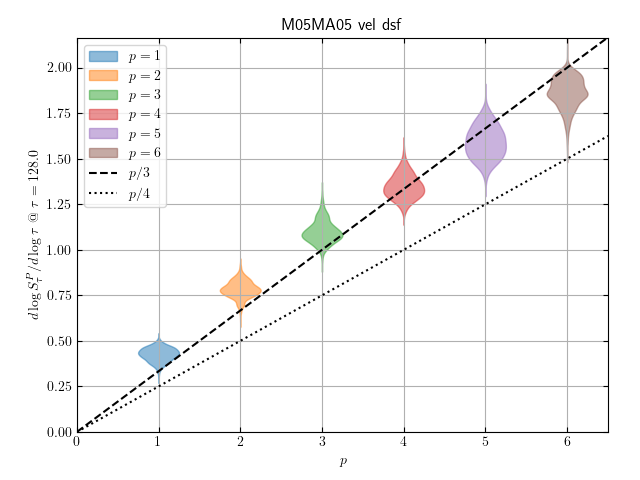 M05MA05 vel dsf
d log S_τ^P / d log τ @ τ = 128.0
2.00
1.75
1.50
1.25
1.00
0.75
0.50
0.25
0.00
p = 1
p = 2
p = 3
p = 4
p = 5
p = 6
p/3
p/4
0 1 2 3 4 5 6
p